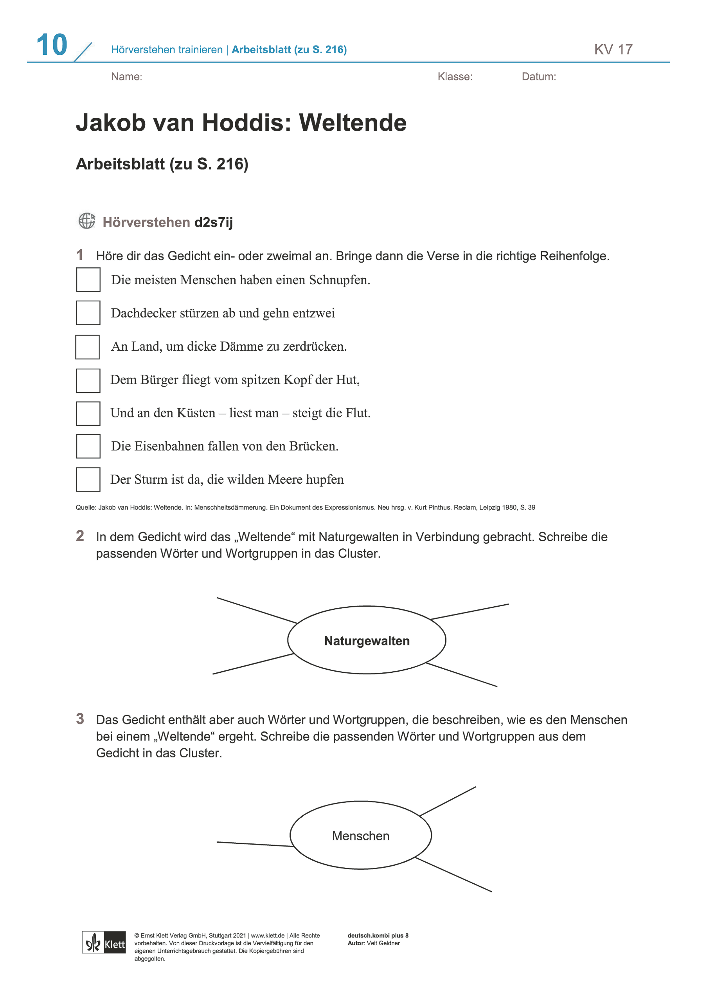 10
Hörverstehen trainieren | Arbeitsblatt (zu S. 216)
KV 17
Name:
Klasse:
Datum:
Jakob van Hoddis: Weltende
Arbeitsblatt (zu S. 216)
Hörverstehen d2s7ij
1 Höre dir das Gedicht ein- oder zweimal an. Bringe dann die Verse in die richtige Reihenfolge.
Die meisten Menschen haben einen Schnupfen.
Dachdecker stürzen ab und gehn entzwei
An Land, um dicke Dämme zu zerdrücken.
Dem Bürger fliegt vom spitzen Kopf der Hut,
Und an den Küsten – liest man – steigt die Flut.
Die Eisenbahnen fallen von den Brücken.
Der Sturm ist da, die wilden Meere hupfen
Quelle: Jakob van Hoddis: Weltende. In: Menschheitsdämmerung. Ein Dokument des Expressionismus. Neu hrsg. v. Kurt Pinthus. Reclam, Leipzig 1980, S. 39
2 In dem Gedicht wird das „Weltende“ mit Naturgewalten in Verbindung gebracht. Schreibe die
passenden Wörter und Wortgruppen in das Cluster.
Naturgewalten
3 Das Gedicht enthält aber auch Wörter und Wortgruppen, die beschreiben, wie es den Menschen
bei einem „Weltende“ ergeht. Schreibe die passenden Wörter und Wortgruppen aus dem
Gedicht in das Cluster.
Menschen
Klett
© Ernst Klett Verlag GmbH, Stuttgart 2021 | www.klett.de | Alle Rechte
vorbehalten. Von dieser Druckvorlage ist die Vervielfältigung für den
eigenen Unterrichtsgebrauch gestattet. Die Kopiergebühren sind
abgegolten.
deutsch.kombi plus 8
Autor: Veit Geldner